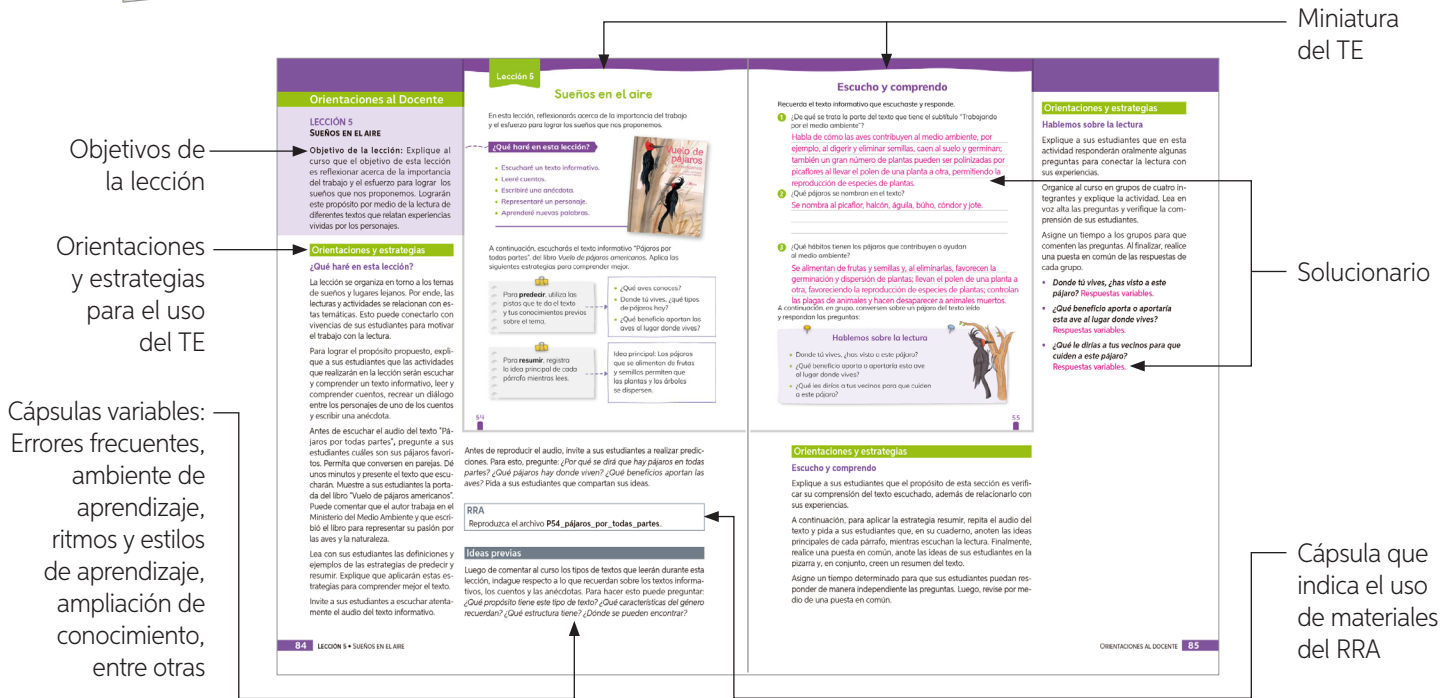 Miniatura
del TE
Objetivos de
la lección
Orientaciones
y estrategias
para el uso
del TE
Cápsulas variables:
Errores frecuentes,
ambiente de
aprendizaje,
ritmos y estilos
de aprendizaje,
ampliación de
conocimiento,
entre otras
Orientaciones al Docente
LECCIÓN 5
SUEÑOS EN EL AIRE
Objetivo de la lección: Explique al
curso que el objetivo de esta lección
es reflexionar acerca de la importancia
del trabajo y el esfuerzo para lograr los
sueños que nos proponemos. Lograrán
este propósito por medio de la lectura de
diferentes textos que relatan experiencias
vividas por los personajes.
Orientaciones y estrategias
¿Qué haré en esta lección?
La lección se organiza en torno a los temas
de sueños y lugares lejanos. Por ende, las
lecturas y actividades se relacionan con es-
tas temáticas. Esto puede conectarlo con
vivencias de sus estudiantes para motivar
el trabajo con la lectura.
Para lograr el propósito propuesto, expli-
que a sus estudiantes que las actividades
que realizarán en la lección serán escuchar
y comprender un texto informativo, leer y
comprender cuentos, recrear un diálogo
entre los personajes de uno de los cuentos
y escribir una anécdota.
Antes de escuchar el audio del texto "Pá-
jaros por todas partes", pregunte a sus
estudiantes cuáles son sus pájaros favori-
tos. Permita que conversen en parejas. Dé
unos minutos y presente el texto que escu-
charán. Muestre a sus estudiantes la porta-
da del libro "Vuelo de pájaros americanos".
Puede comentar que el autor trabaja en el
Ministerio del Medio Ambiente y que escri-
bió el libro para representar su pasión por
las aves y la naturaleza.
Lea con sus estudiantes las definiciones y
ejemplos de las estrategias de predecir y
resumir. Explique que aplicarán estas es-
trategias para comprender mejor el texto.
Invite a sus estudiantes a escuchar atenta-
mente el audio del texto informativo.
84 LECCIÓN 5 • SUEÑOS EN EL AIRE
Lección 5
Sueños en el aire
En esta lección, reflexionarás acerca de la importancia del trabajo
y el esfuerzo para lograr los sueños que nos proponemos.
¿Qué haré en esta lección?
• Escucharé un texto informativo.
• Leeré cuentos.
• Escribiré una anécdota.
• Representaré un personaje.
• Aprenderé nuevas palabras.
Vuelo de
pájaros
A continuación, escucharás el texto informativo "Pájaros por
todas partes". del libro Vuelo de pájaros americanos. Aplica las
siguientes estrategias para comprender mejor.
Para predecir, utiliza las
pistas que te da el texto
y tus conocimientos previos
sobre el tema.
• ¿Qué aves conoces?
• Donde tú vives, ¿qué tipos
de pájaros hay?
• ¿Qué beneficio aportan las
aves al lugar donde vives?
Para resumir, registra
la idea principal de cada
párrafo mientras lees.
Idea principal: Los pájaros
que se alimentan de frutas
y semillas permiten que
las plantas y los árboles
se dispersen.
54
Antes de reproducir el audio, invite a sus estudiantes a realizar predic-
ciones. Para esto, pregunte: ¿Por qué se dirá que hay pájaros en todas
partes? ¿Qué pájaros hay donde viven? ¿Qué beneficios aportan las
aves? Pida a sus estudiantes que compartan sus ideas.
RRA
Reproduzca el archivo P54_pájaros_por_todas_partes.
Ideas previas
Luego de comentar al curso los tipos de textos que leerán durante esta
lección, indague respecto a lo que recuerdan sobre los textos informa-
tivos, los cuentos y las anécdotas. Para hacer esto puede preguntar:
¿Qué propósito tiene este tipo de texto? ¿Qué características del género
recuerdan? ¿Qué estructura tiene? ¿Dónde se pueden encontrar?
Escucho y comprendo
Recuerda el texto informativo que escuchaste y responde.
1 ¿De qué se trata la parte del texto que tiene el subtítulo "Trabajando
por el medio ambiente"?
Habla de cómo las aves contribuyen al medio ambiente, por
ejemplo, al digerir y eliminar semillas, caen al suelo y germinan;
también un gran número de plantas pueden ser polinizadas por
picaflores al llevar el polen de una planta a otra, permitiendo la
reproducción de especies de plantas.
2 ¿Qué pájaros se nombran en el texto?
Se nombra al picaflor, halcón, águila, búho, cóndor y jote.
3 ¿Qué hábitos tienen los pájaros que contribuyen o ayudan
al medio ambiente?
Se alimentan de frutas y semillas y, al eliminarlas, favorecen la
germinación y dispersión de plantas; llevan el polen de una planta a
otra, favoreciendo la reproducción de especies de plantas; controlan
las plagas de animales y hacen desaparecer a animales muertos.
A continuación, en grupo, conversen sobre un pájaro del texto leído
y respondan las preguntas:
Hablemos sobre la lectura
• Donde tú vives, ¿has visto a este pájaro?
• ¿Qué beneficio aporta o aportaría esta ave
al lugar donde vives?
• ¿Qué les dirías a tus vecinos para que cuiden
a este pájaro?
55
Orientaciones y estrategias
Escucho y comprendo
Explique a sus estudiantes que el propósito de esta sección es verifi-
car su comprensión del texto escuchado, además de relacionarlo con
sus experiencias.
A continuación, para aplicar la estrategia resumir, repita el audio del
texto y pida a sus estudiantes que, en su cuaderno, anoten las ideas
principales de cada párrafo, mientras escuchan la lectura. Finalmente,
realice una puesta en común, anote las ideas de sus estudiantes en la
pizarra y, en conjunto, creen un resumen del texto.
Asigne un tiempo determinado para que sus estudiantes puedan res-
ponder de manera independiente las preguntas. Luego, revise por me-
dio de una puesta en común.
Orientaciones y estrategias
Hablemos sobre la lectura
Explique a sus estudiantes que en esta
actividad responderán oralmente algunas
preguntas para conectar la lectura con
sus experiencias.
Organice al curso en grupos de cuatro in-
tegrantes y explique la actividad. Lea en
voz alta las preguntas y verifique la com-
prensión de sus estudiantes.
Asigne un tiempo a los grupos para que
comenten las preguntas. Al finalizar, realice
una puesta en común de las respuestas de
cada grupo.
• Donde tú vives, ¿has visto a este
pájaro? Respuestas variables.
• ¿Qué beneficio aporta o aportaría
esta ave al lugar donde vives?
Respuestas variables.
• ¿Qué le dirías a tus vecinos para que
cuiden a este pájaro?
Respuestas variables.
ORIENTACIONES AL DOCENTE 85
Solucionario
Cápsula que
indica el uso
de materiales
del RRA